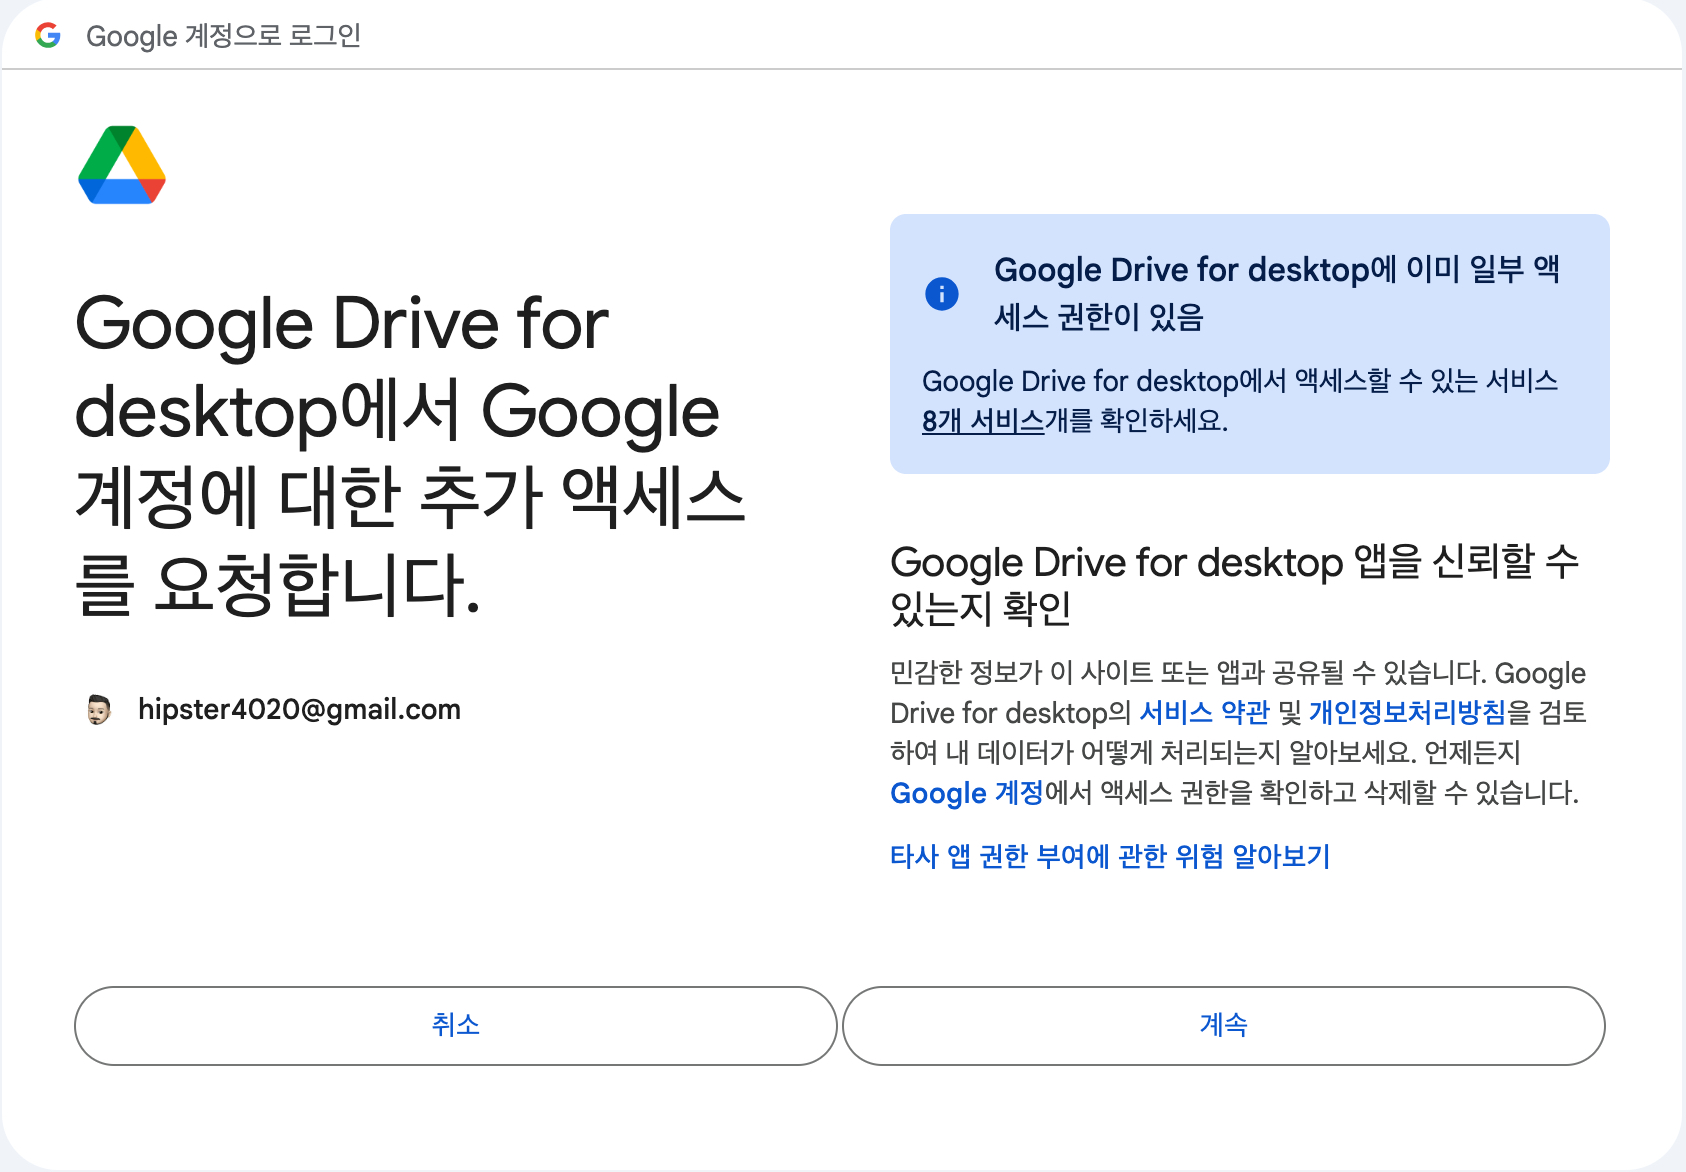 Google 계정으로 로그인
Google Drive for
desktop에서 Google
계정에 대한 추가 액세스
를 요청합니다.
hipster4020@gmail.com
Google Drive for desktop에 이미 일부 액
세스 권한이 있음
Google Drive for desktop에서 액세스할 수 있는 서비스
8개 서비스개를 확인하세요.
Google Drive for desktop 앱을 신뢰할 수
있는지 확인
민감한 정보가 이 사이트 또는 앱과 공유될 수 있습니다. Google
Drive for desktop의 서비스 약관 및 개인정보처리방침을 검토
하여 내 데이터가 어떻게 처리되는지 알아보세요. 언제든지
Google 계정에서 액세스 권한을 확인하고 삭제할 수 있습니다.
타사 앱 권한 부여에 관한 위험 알아보기
취소
계속